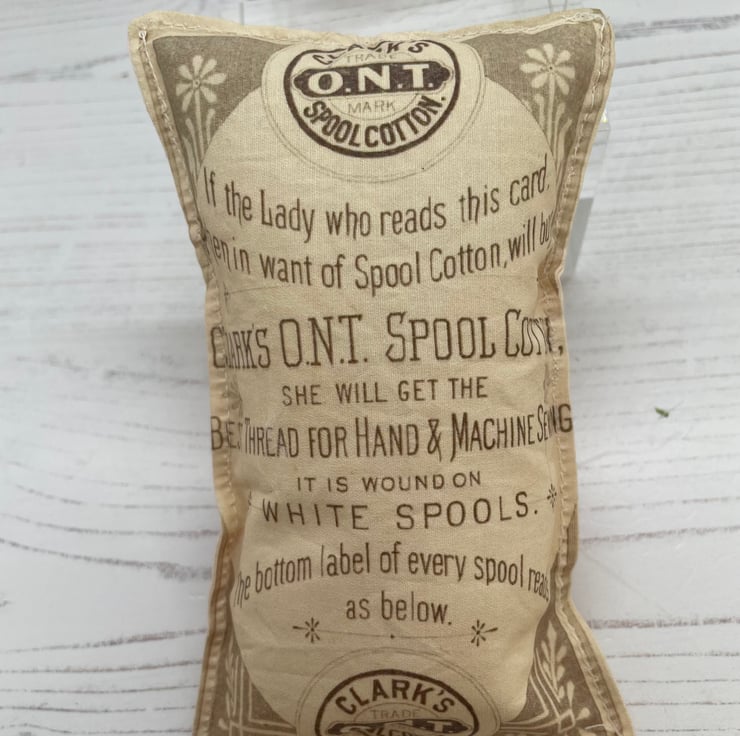 CLARK'S
TRADE
O.N.T.
MARK
SPOOL COTTON.
If the Lady who reads this card,
in want of Spool Cotton, will
CLARK'S O.N.T. SPOOL
SHE WILL GET THE
THREAD FOR HAND & MACHINE
IT IS WOUND ON
WHITE SPOOLS.
bottom label of every spool
as below.
CLARK'S
TRADE